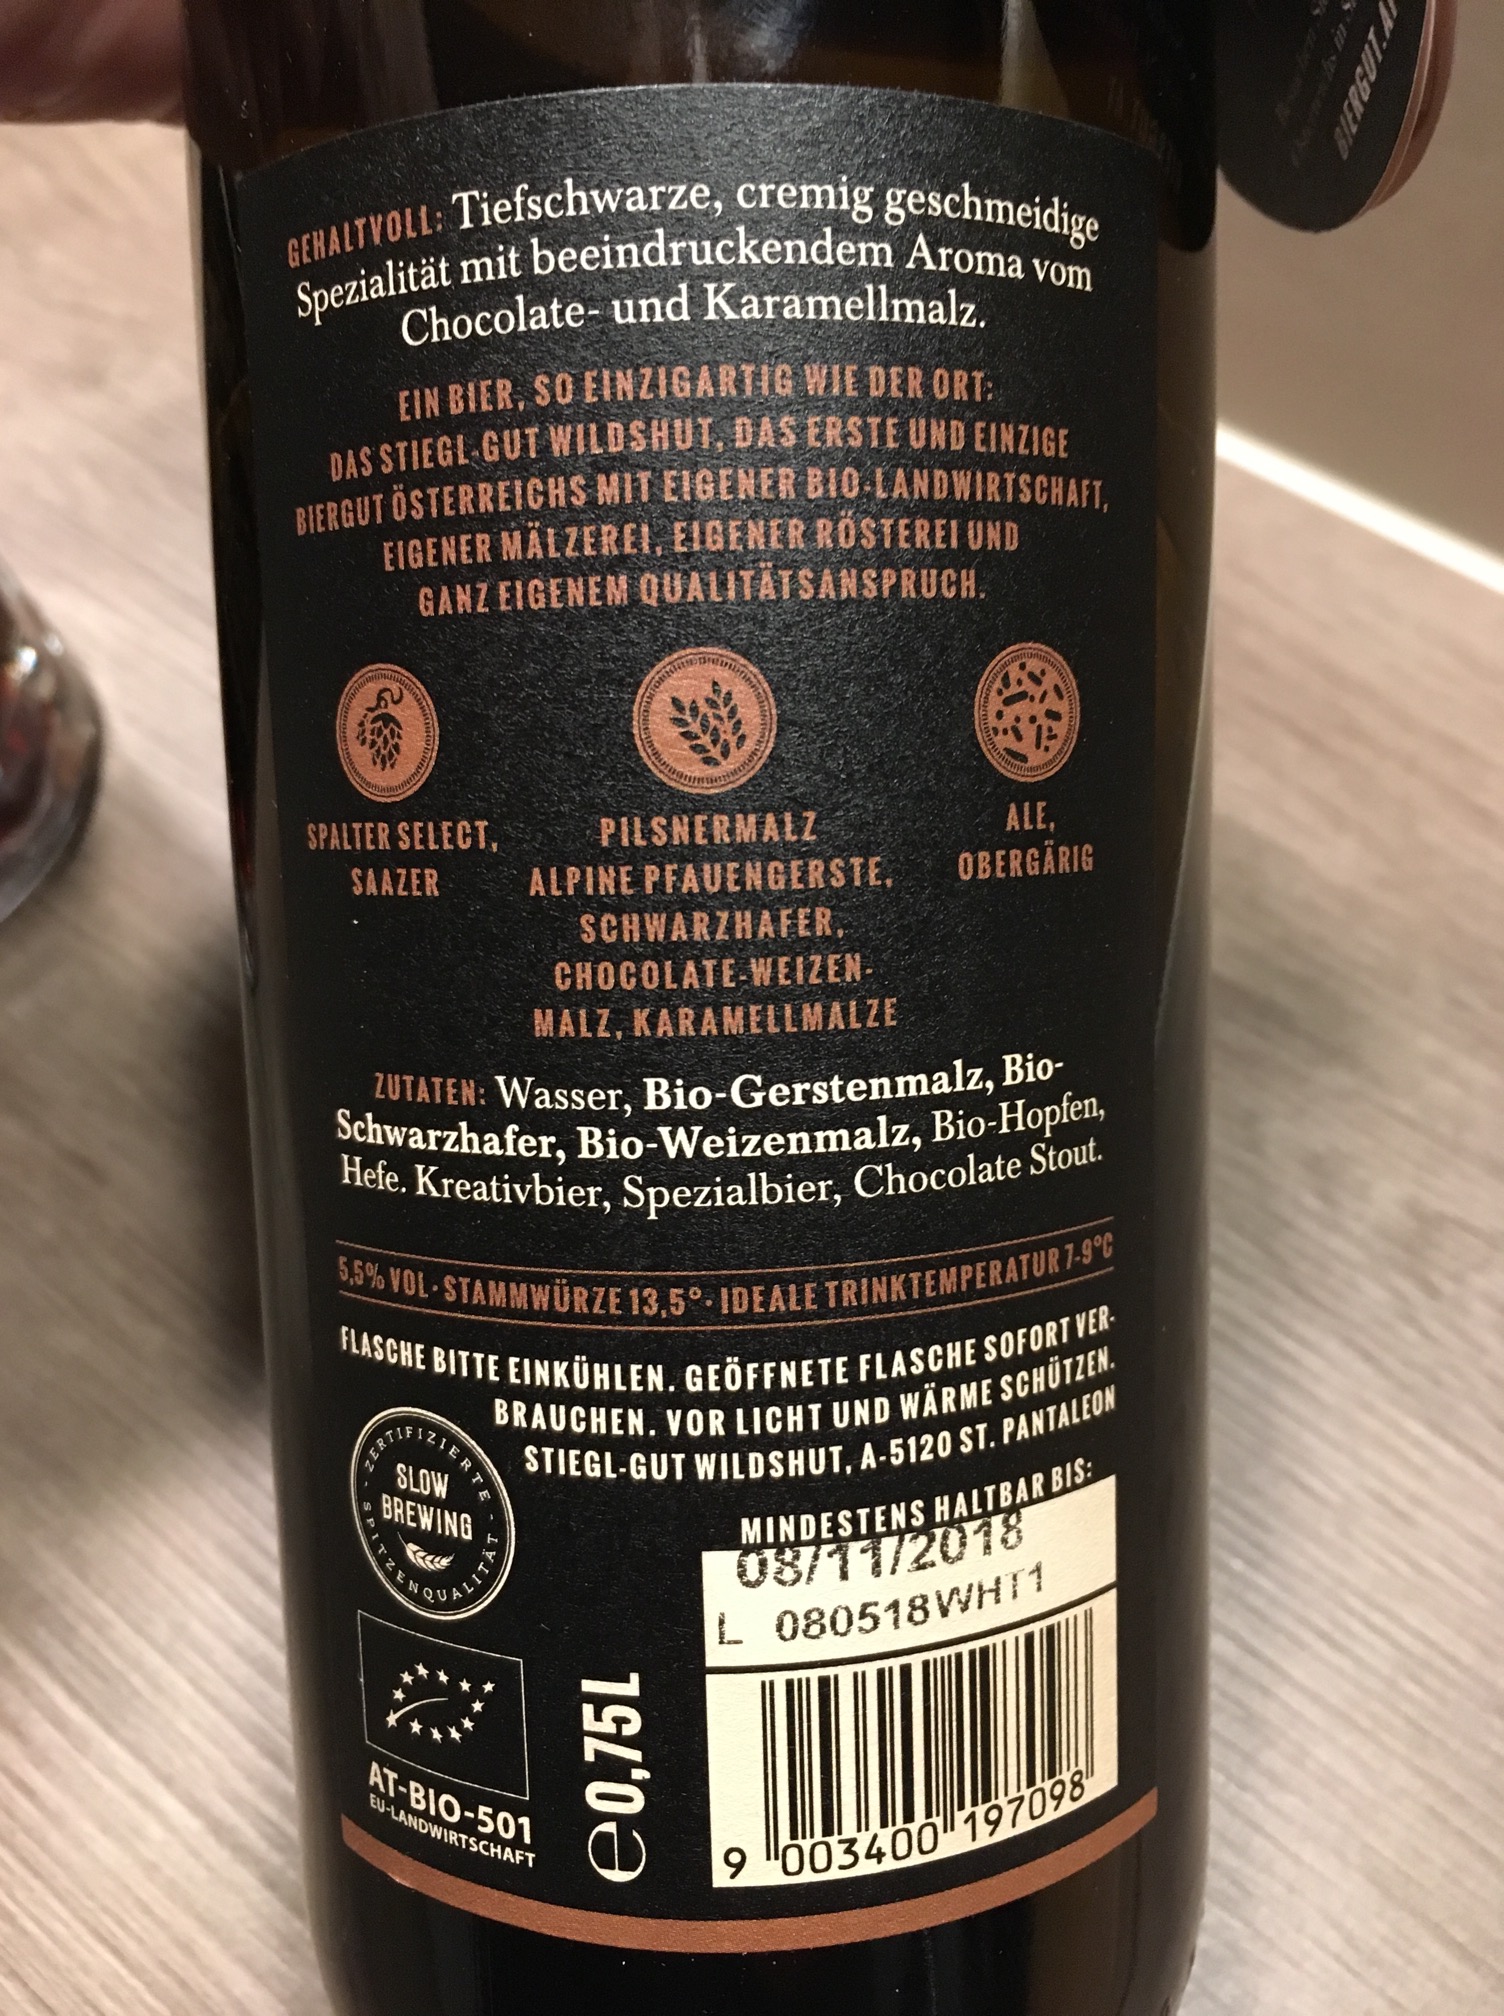 BIERGUT.A
GEHALTVOLL: Tiefschwarze, cremig geschmeidige
Spezialität mit beeindruckendem Aroma vom
Chocolate- und Karamellmalz.
EIN BIER, SO EINZIGARTIG WIE DER ORT:
DAS STIEGL-GUT WILDSHUT, DAS ERSTE UND EINZIGE
BIERGUT ÖSTERREICHS MIT EIGENER BIO-LANDWIRTSCHAFT,
EIGENER MÄLZEREI, EIGENER RÖSTEREI UND
GANZ EIGENEM QUALITÄTSANSPRUCH.
SPALTER SELECT,
SAAZER
PILSNERMALZ
ALPINE PFAUENGERSTE,
SCHWARZHAFER,
CHOCOLATE-WEIZEN-
MALZ, KARAMELLMALZE
ALE,
OBERGÄRIG
ZUTATEN: Wasser, Bio-Gerstenmalz, Bio-
Schwarzhafer, Bio-Weizenmalz, Bio-Hopfen,
Hefe. Kreativbier, Spezialbier, Chocolate Stout.
5,5% VOL · STAMMWÜRZE 13,5° · IDEALE TRINKTEMPERATUR 7-9°C
FLASCHE BITTE EINKÜHLEN. GEÖFFNETE FLASCHE SOFORT VER-
BRAUCHEN. VOR LICHT UND WÄRME SCHÜTZEN.
STIEGL-GUT WILDSHUT, A-5120 ST. PANTALEON
- ZERTIFIZIERTE - SPITZENQUALITÄT
SLOW
BREWING
MINDESTENS HALTBAR BIS:
08/11/2018
L 080518WHT1
AT-BIO-501
EU-LANDWIRTSCHAFT
e 0,75L
9 003400 197098